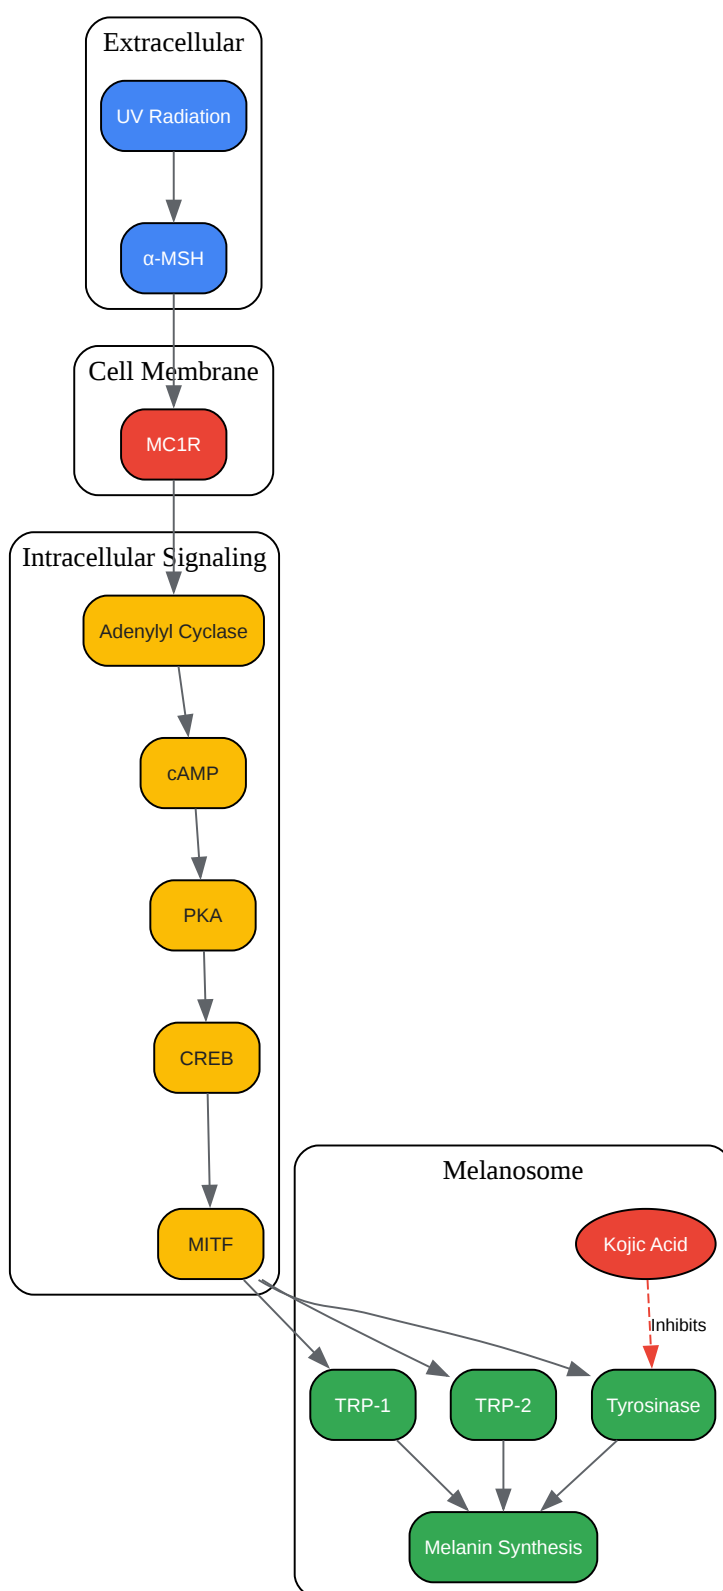 Extracellular
UV Radiation
α-MSH
Cell Membrane
MC1R
Intracellular Signaling
Adenylyl Cyclase
cAMP
PKA
CREB
MITF
Melanosome
Kojic Acid
Inhibits
TRP-1
TRP-2
Tyrosinase
Melanin Synthesis